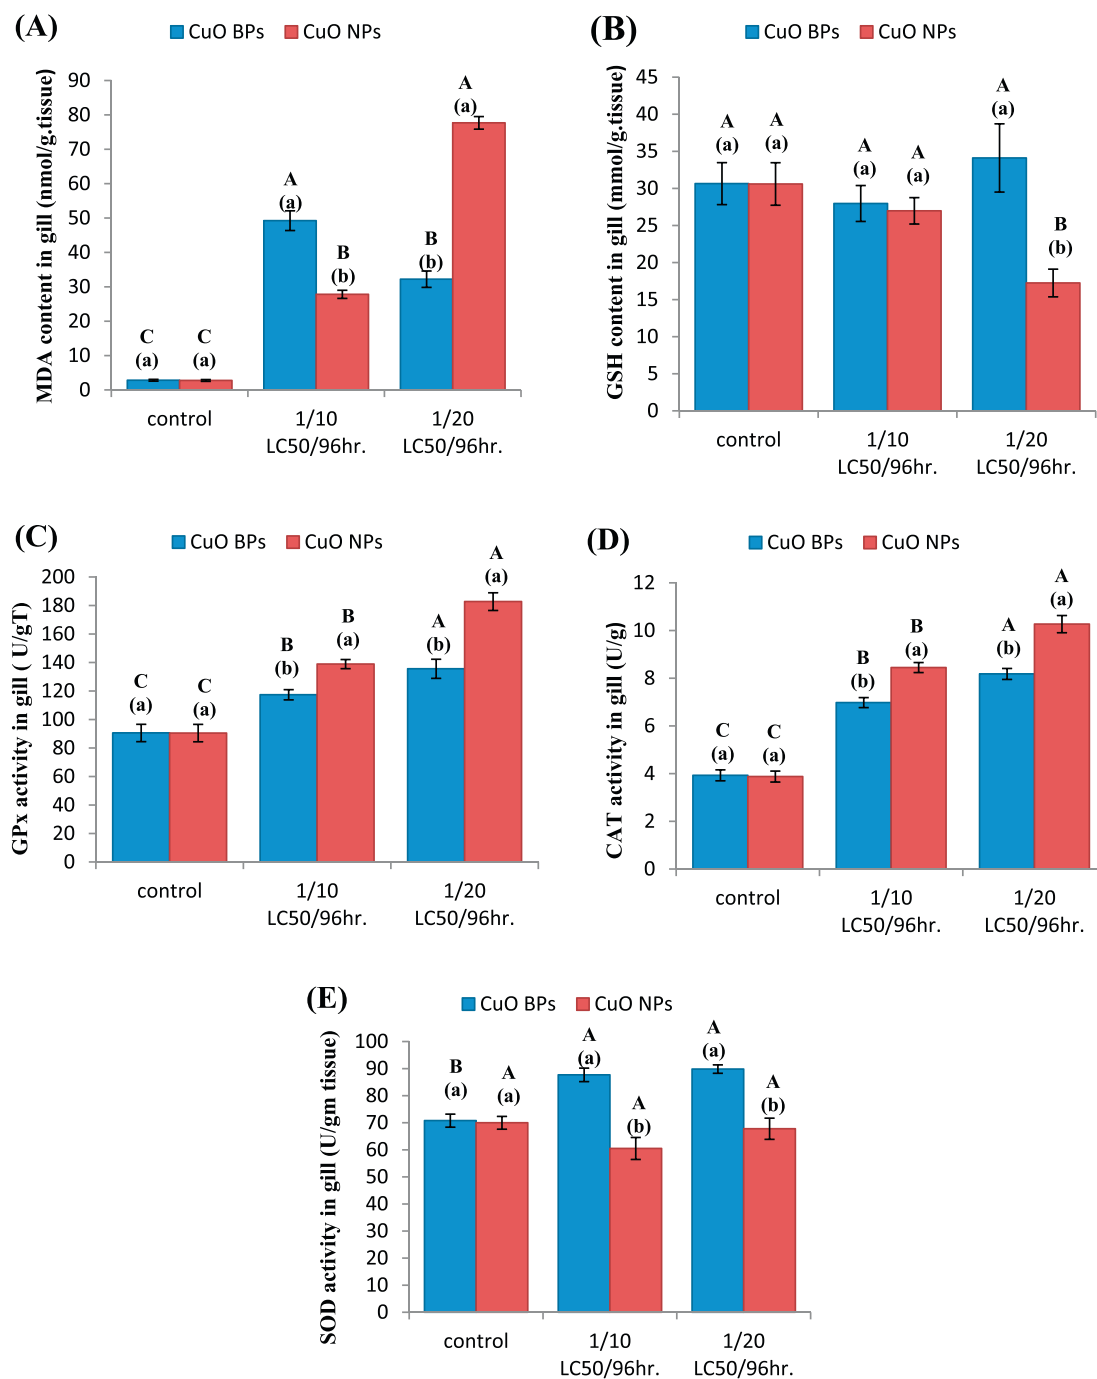 (A)
CuO BPs CuO NPs
MDA content in gill (nmol/g.tissue)
90
80
70
60
50
40
30
20
10
0
C
(a)
C
(a)
A
(a)
B
(b)
B
(b)
A
(a)
control 1/10 1/20
LC50/96hr. LC50/96hr.
(B)
CuO BPs CuO NPs
GSH content in gill (mmol/g.tissue)
45
40
35
30
25
20
15
10
5
0
A
(a)
A
(a)
A
(a)
A
(a)
A
(a)
B
(b)
control 1/10 1/20
LC50/96hr. LC50/96hr.
(C)
CuO BPs CuO NPs
GPx activity in gill ( U/gT)
200
180
160
140
120
100
80
60
40
20
0
C
(a)
C
(a)
B
(b)
B
(a)
A
(b)
A
(a)
control 1/10 1/20
LC50/96hr. LC50/96hr.
(D)
CuO BPs CuO NPs
CAT activity in gill (U/g)
12
10
8
6
4
2
0
C
(a)
C
(a)
B
(b)
B
(a)
A
(b)
A
(a)
control 1/10 1/20
LC50/96hr. LC50/96hr.
(E)
CuO BPs CuO NPs
SOD activity in gill (U/gm tissue)
100
90
80
70
60
50
40
30
20
10
0
B
(a)
A
(a)
A
(a)
A
(b)
A
(a)
A
(b)
control 1/10 1/20
LC50/96hr. LC50/96hr.